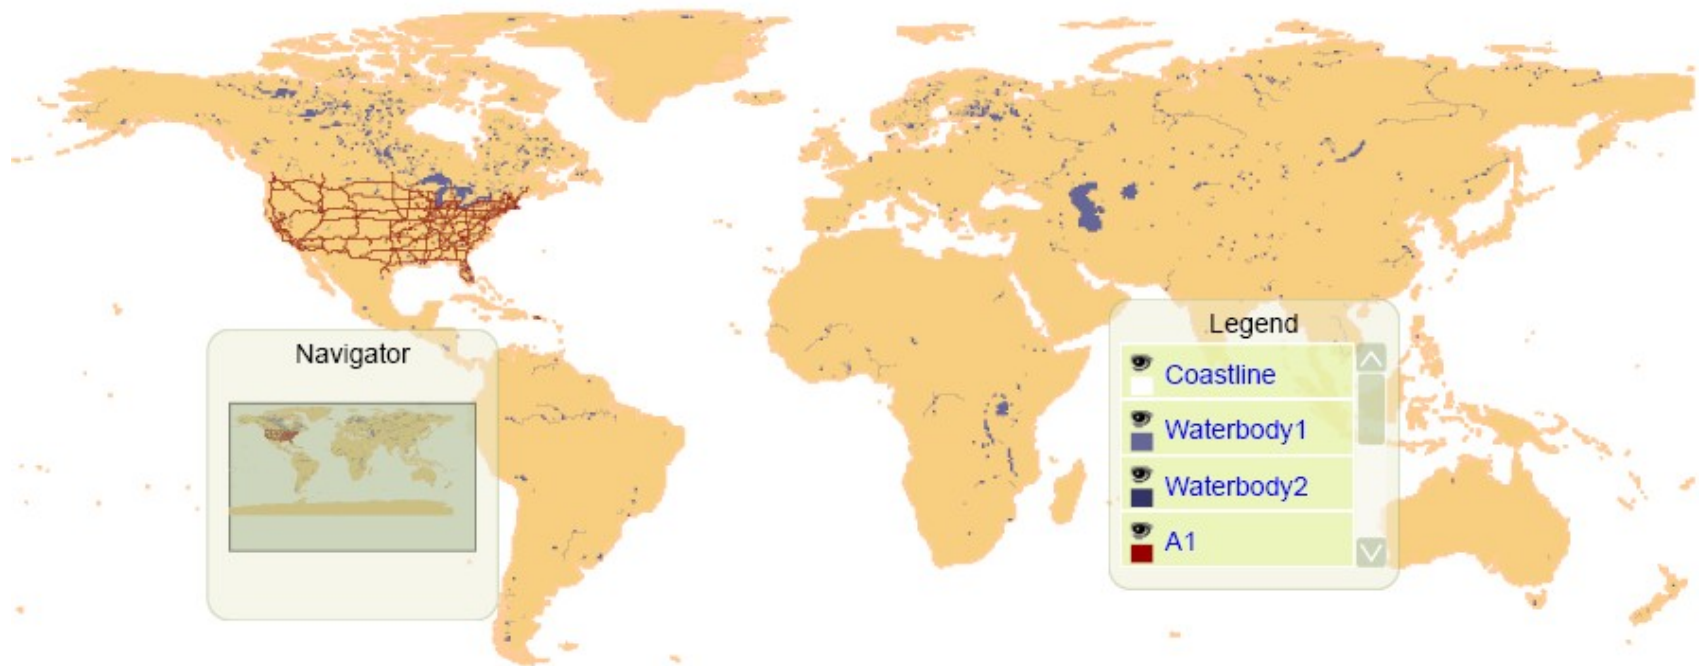 Navigator
Legend
Coastline
Waterbody1
Waterbody2
A1